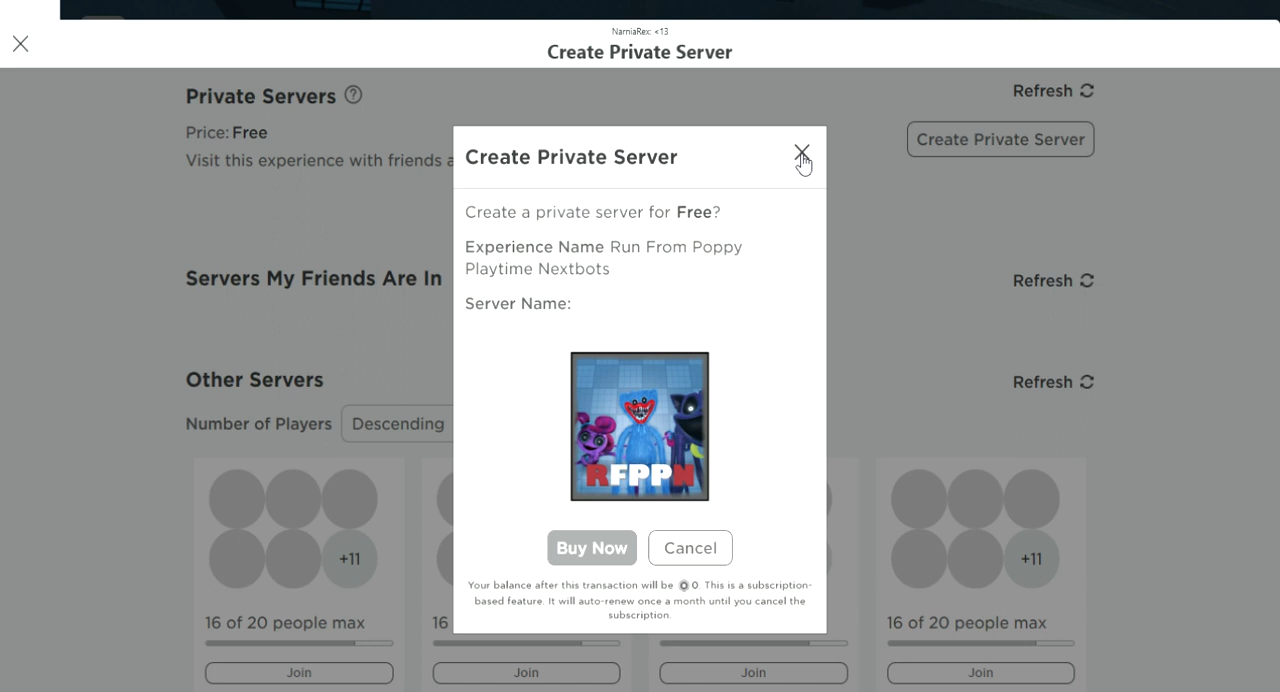 NarniaRex: <13
Create Private Server
Private Servers
Refresh
Price: Free
Create Private Server
Visit this experience with friends a
Create Private Server
Create a private server for Free?
Experience Name Run From Poppy
Playtime Nextbots
Server Name:
Servers My Friends Are In
Refresh
Other Servers
Refresh
Number of Players
Descending
RFPPN
Buy Now
Cancel
Your balance after this transaction will be 0. This is a subscription-
based feature. It will auto-renew once a month until you cancel the
subscription.
+11
+11
16 of 20 people max
16
16 of 20 people max
Join
Join
Join
Join